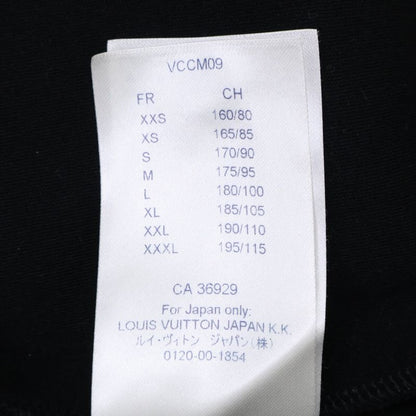 VCCM09
FR CH
XXS 160/80
XS 165/85
S 170/90
M 175/95
L 180/100
XL 185/105
XXL 190/110
XXXL 195/115
CA 36929
For Japan only:
LOUIS VUITTON JAPAN K.K.
ルイ・ヴィトン ジャパン(株)
0120-00-1854